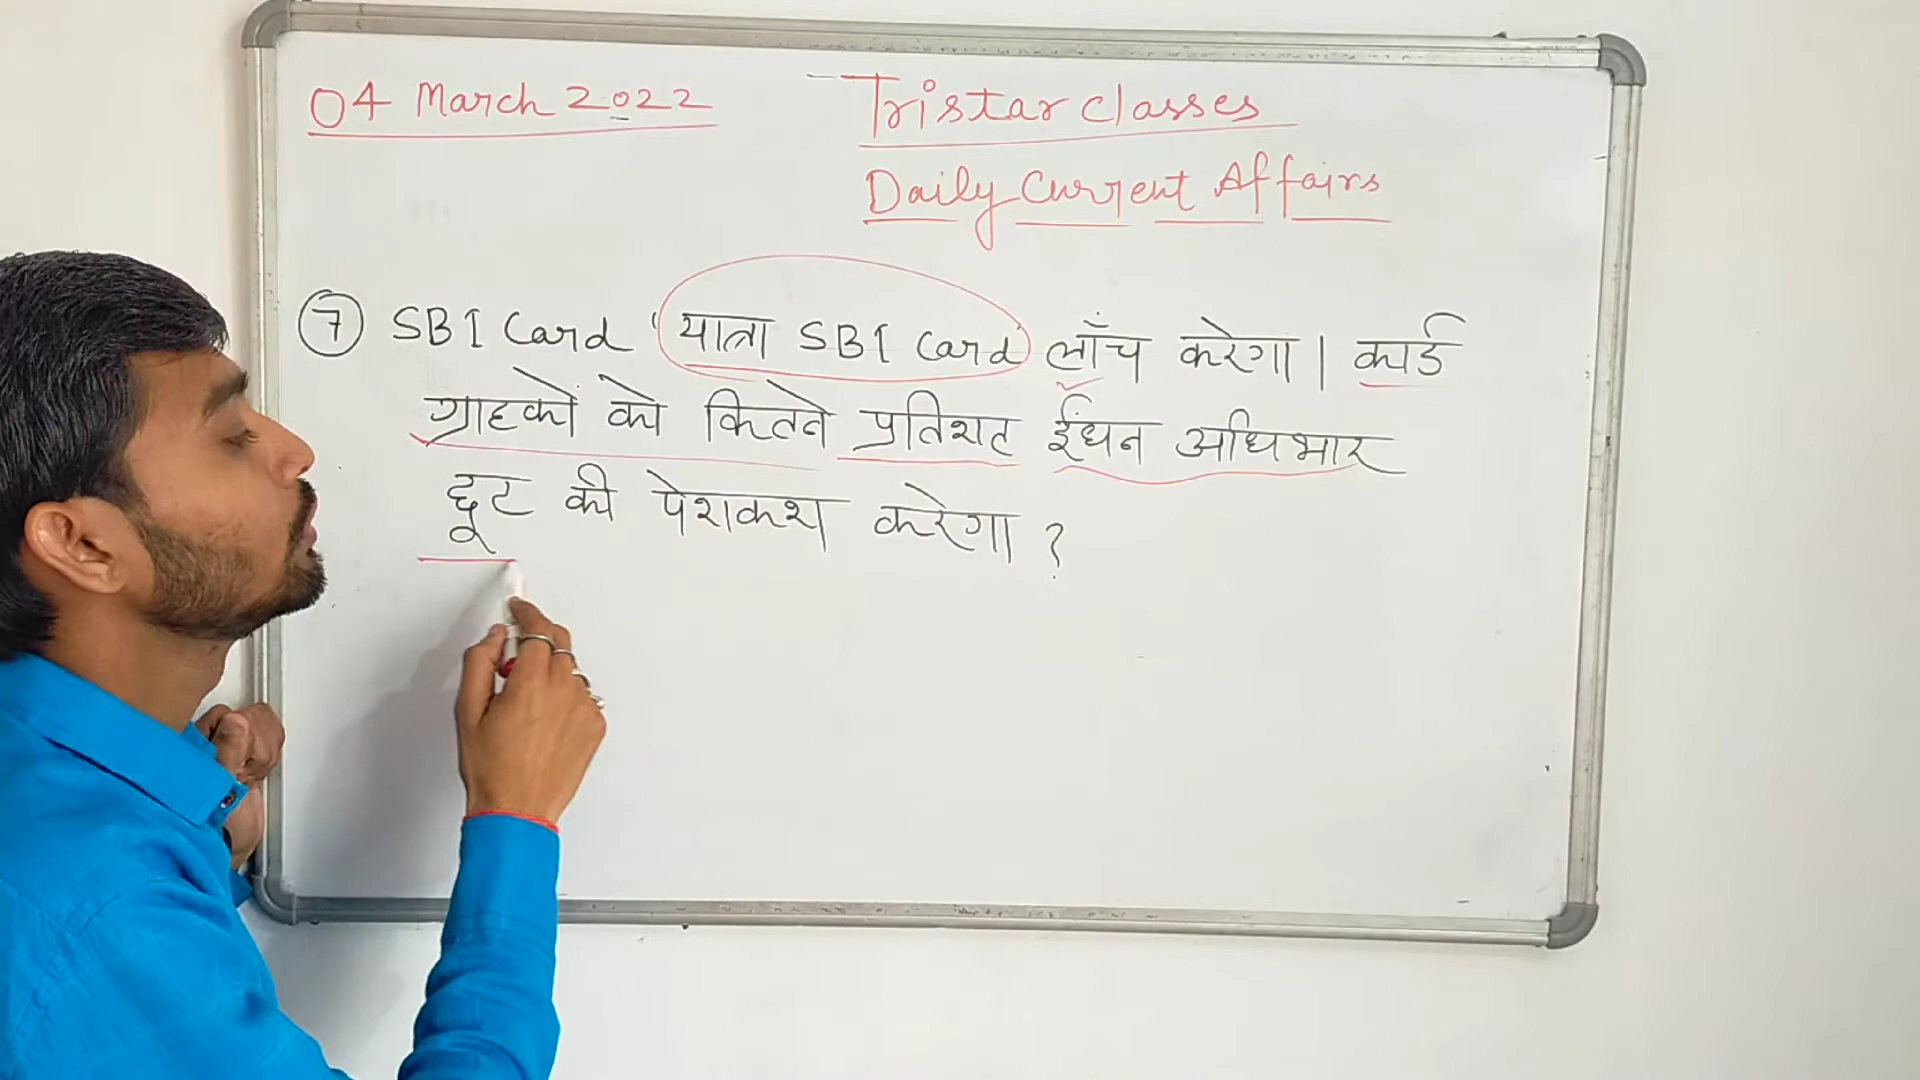 04 March 2022
Tristar Classes
Daily Current Affairs
⑦ SBI Card 'यात्रा SBI Card' लॉंच करेगा। कार्ड
ग्राहकों को कितने प्रतिशट ईंधन अधिभार
छूट की पेशकश करेगा ?